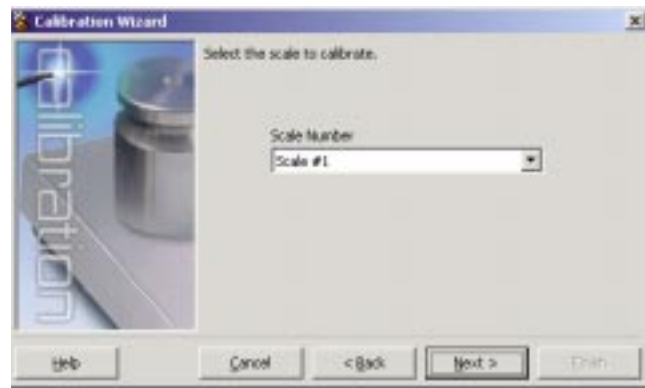 Calibration Wizard
calibration
Select the scale to calibrate.
Scale Number
Scale #1
Help
Cancel
< Back
Next >
Finish